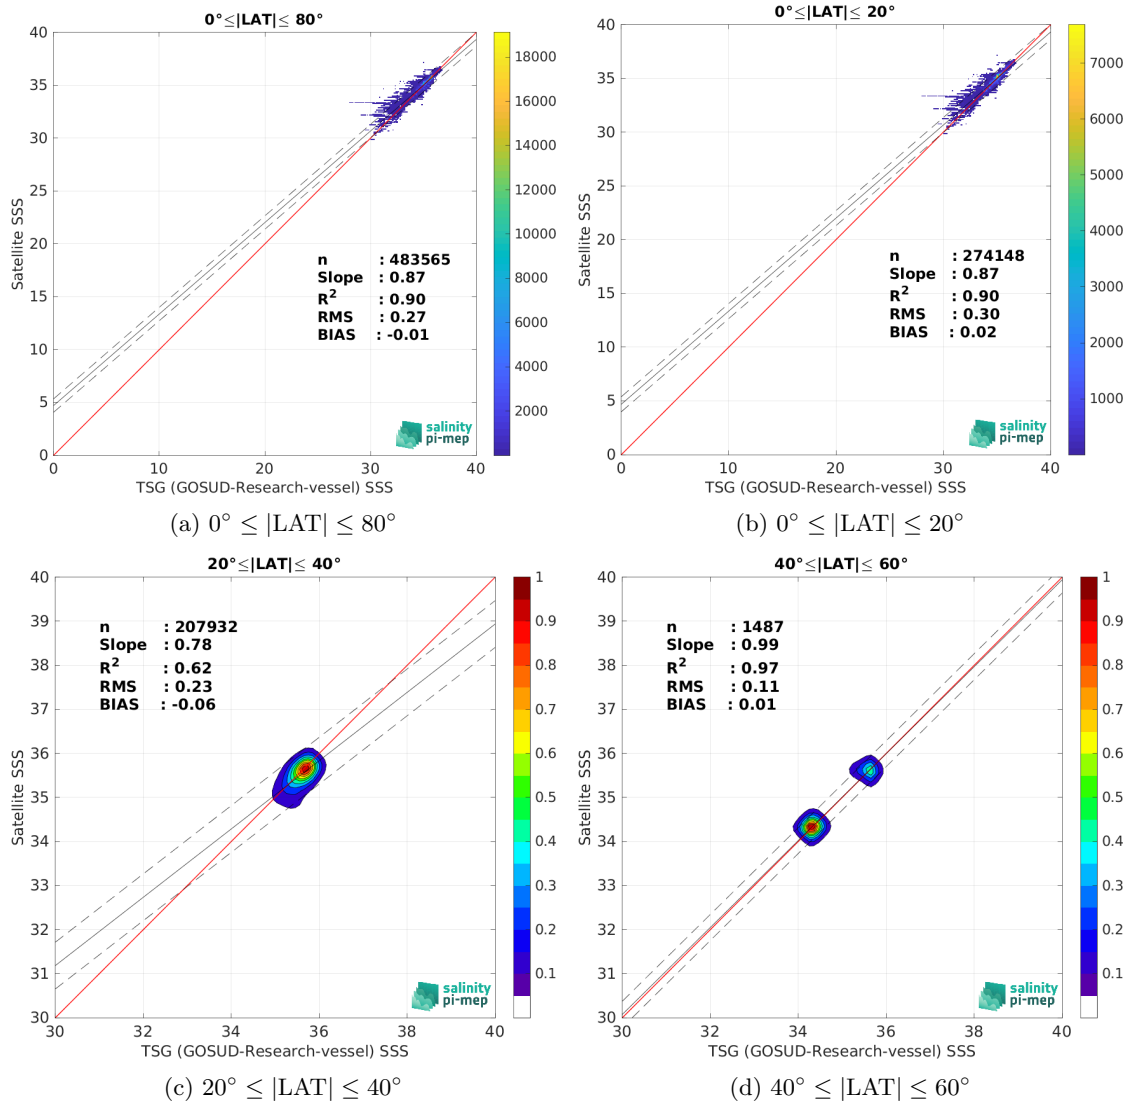 0°≤|LAT|≤ 80°
40
35
30
25
20
15
10
5
0
Satellite SSS
n : 483565
Slope : 0.87
R² : 0.90
RMS : 0.27
BIAS : -0.01
salinity
pi-mep
0 10 20 30 40
TSG (GOSUD-Research-vessel) SSS
18000
16000
14000
12000
10000
8000
6000
4000
2000
(a) 0° ≤ |LAT| ≤ 80°
0°≤|LAT|≤ 20°
40
35
30
25
20
15
10
5
0
Satellite SSS
n : 274148
Slope : 0.87
R² : 0.90
RMS : 0.30
BIAS : 0.02
salinity
pi-mep
0 10 20 30 40
TSG (GOSUD-Research-vessel) SSS
7000
6000
5000
4000
3000
2000
1000
(b) 0° ≤ |LAT| ≤ 20°
20°≤|LAT|≤ 40°
40
39
38
37
36
35
34
33
32
31
30
Satellite SSS
n : 207932
Slope : 0.78
R² : 0.62
RMS : 0.23
BIAS : -0.06
salinity
pi-mep
30 32 34 36 38 40
TSG (GOSUD-Research-vessel) SSS
1
0.9
0.8
0.7
0.6
0.5
0.4
0.3
0.2
0.1
(c) 20° ≤ |LAT| ≤ 40°
40°≤|LAT|≤ 60°
40
39
38
37
36
35
34
33
32
31
30
Satellite SSS
n : 1487
Slope : 0.99
R² : 0.97
RMS : 0.11
BIAS : 0.01
salinity
pi-mep
30 32 34 36 38 40
TSG (GOSUD-Research-vessel) SSS
1
0.9
0.8
0.7
0.6
0.5
0.4
0.3
0.2
0.1
(d) 40° ≤ |LAT| ≤ 60°